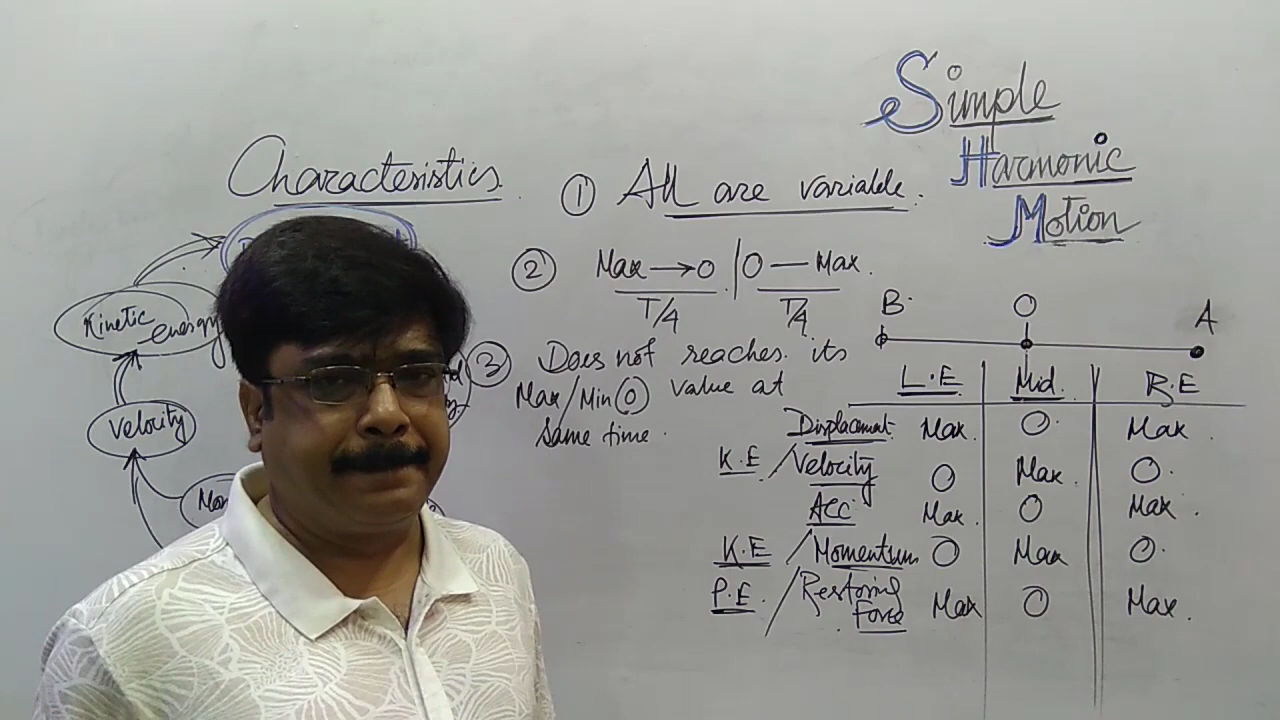 Simple
Harmonic
Motion
Characteristics.
① All are variable.
② Max→0 / 0—Max.
T/4 T/4
③ Does not reaches its
Max/Min(0) value at
same time.
Kinetic energy
Velocity
B. O A
L.E Mid. R.E
Displacement Max. 0. Max.
K.E / Velocity 0 Max. 0.
Acc Max. 0 Max.
K.E / Momentum 0 Max 0.
P.E. / Restoring Force Max 0 Max.